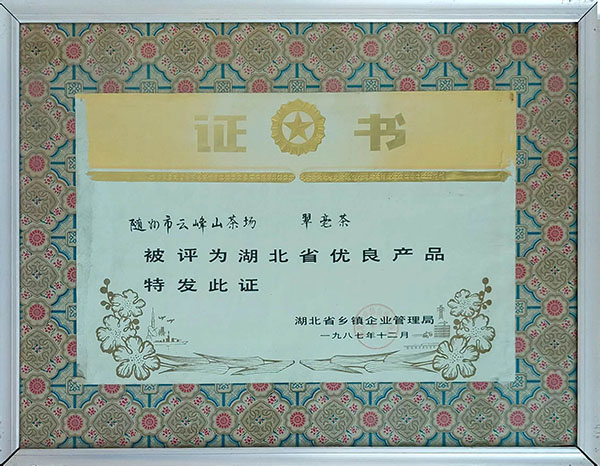 证书
随州市云峰山茶场 翠毫茶
被评为湖北省优良产品
特发此证
湖北省乡镇企业管理局
一九八七年十二月